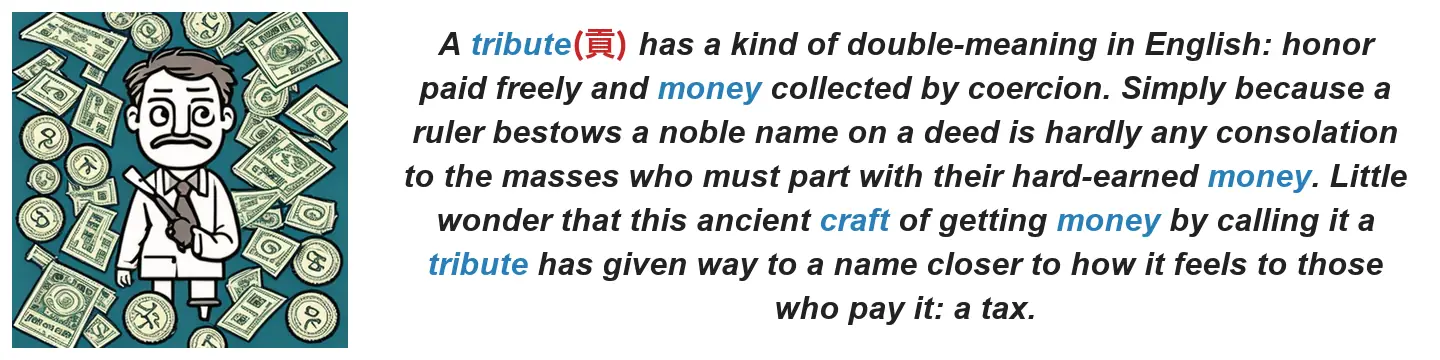 A tribute(貢) has a kind of double-meaning in English: honor
paid freely and money collected by coercion. Simply because a
ruler bestows a noble name on a deed is hardly any consolation
to the masses who must part with their hard-earned money. Little
wonder that this ancient craft of getting money by calling it a
tribute has given way to a name closer to how it feels to those
who pay it: a tax.